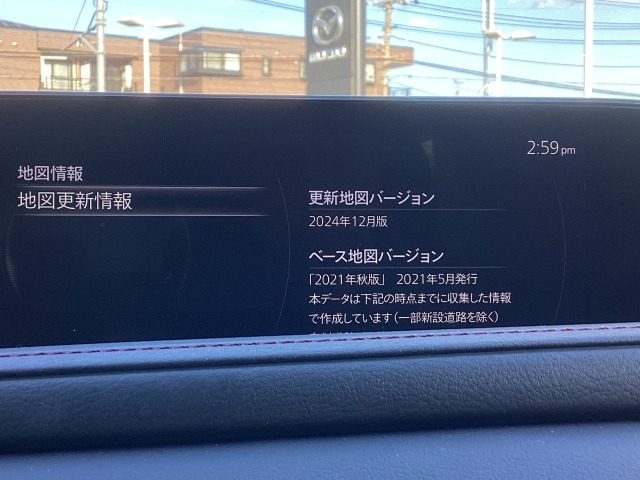 2:59 pm
地図情報
地図更新情報
更新地図バージョン
2024年12月版
ベース地図バージョン
「2021年秋版」 2021年5月発行
本データは下記の時点までに収集した情報
で作成しています(一部新設道路を除く)